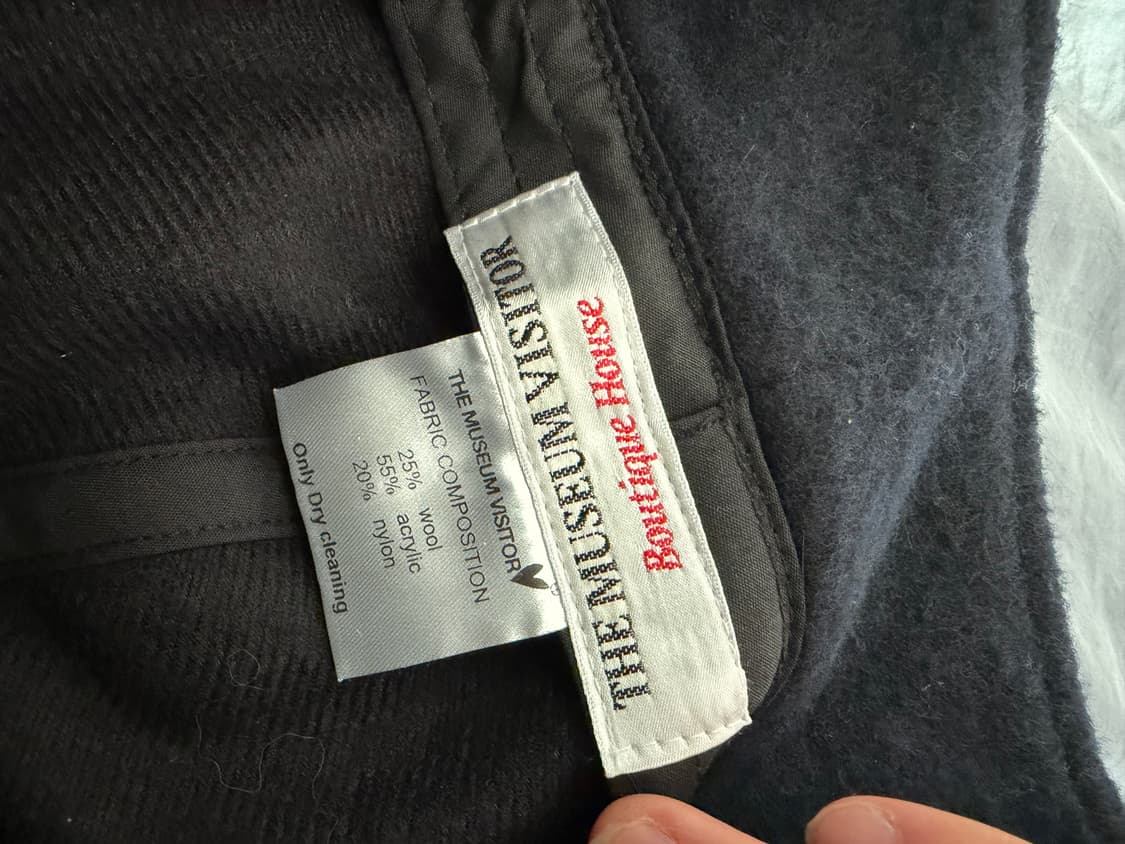 THE MUSEUM VISITOR
Boutique House
THE MUSEUM VISITOR
FABRIC COMPOSITION
25% wool
55% acrylic
20% nylon
Only Dry cleaning